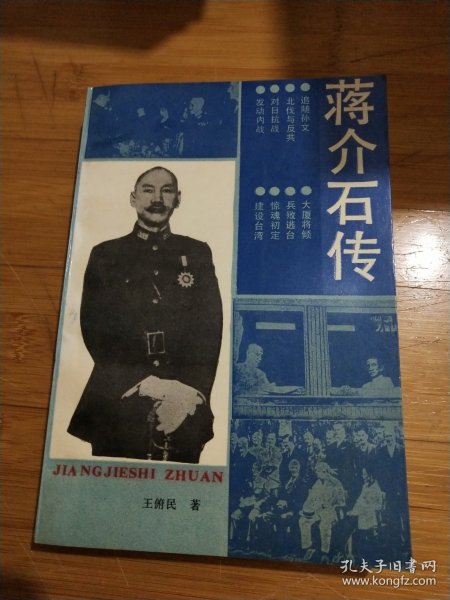 蒋介石传
追随孙文
北伐与反共
对日抗战
发动内战
大厦将倾
兵败逃台
惊魂初定
建设台湾
JIANGJIESHI ZHUAN
王俯民 著
孔夫子旧书网
www.kongfz.com